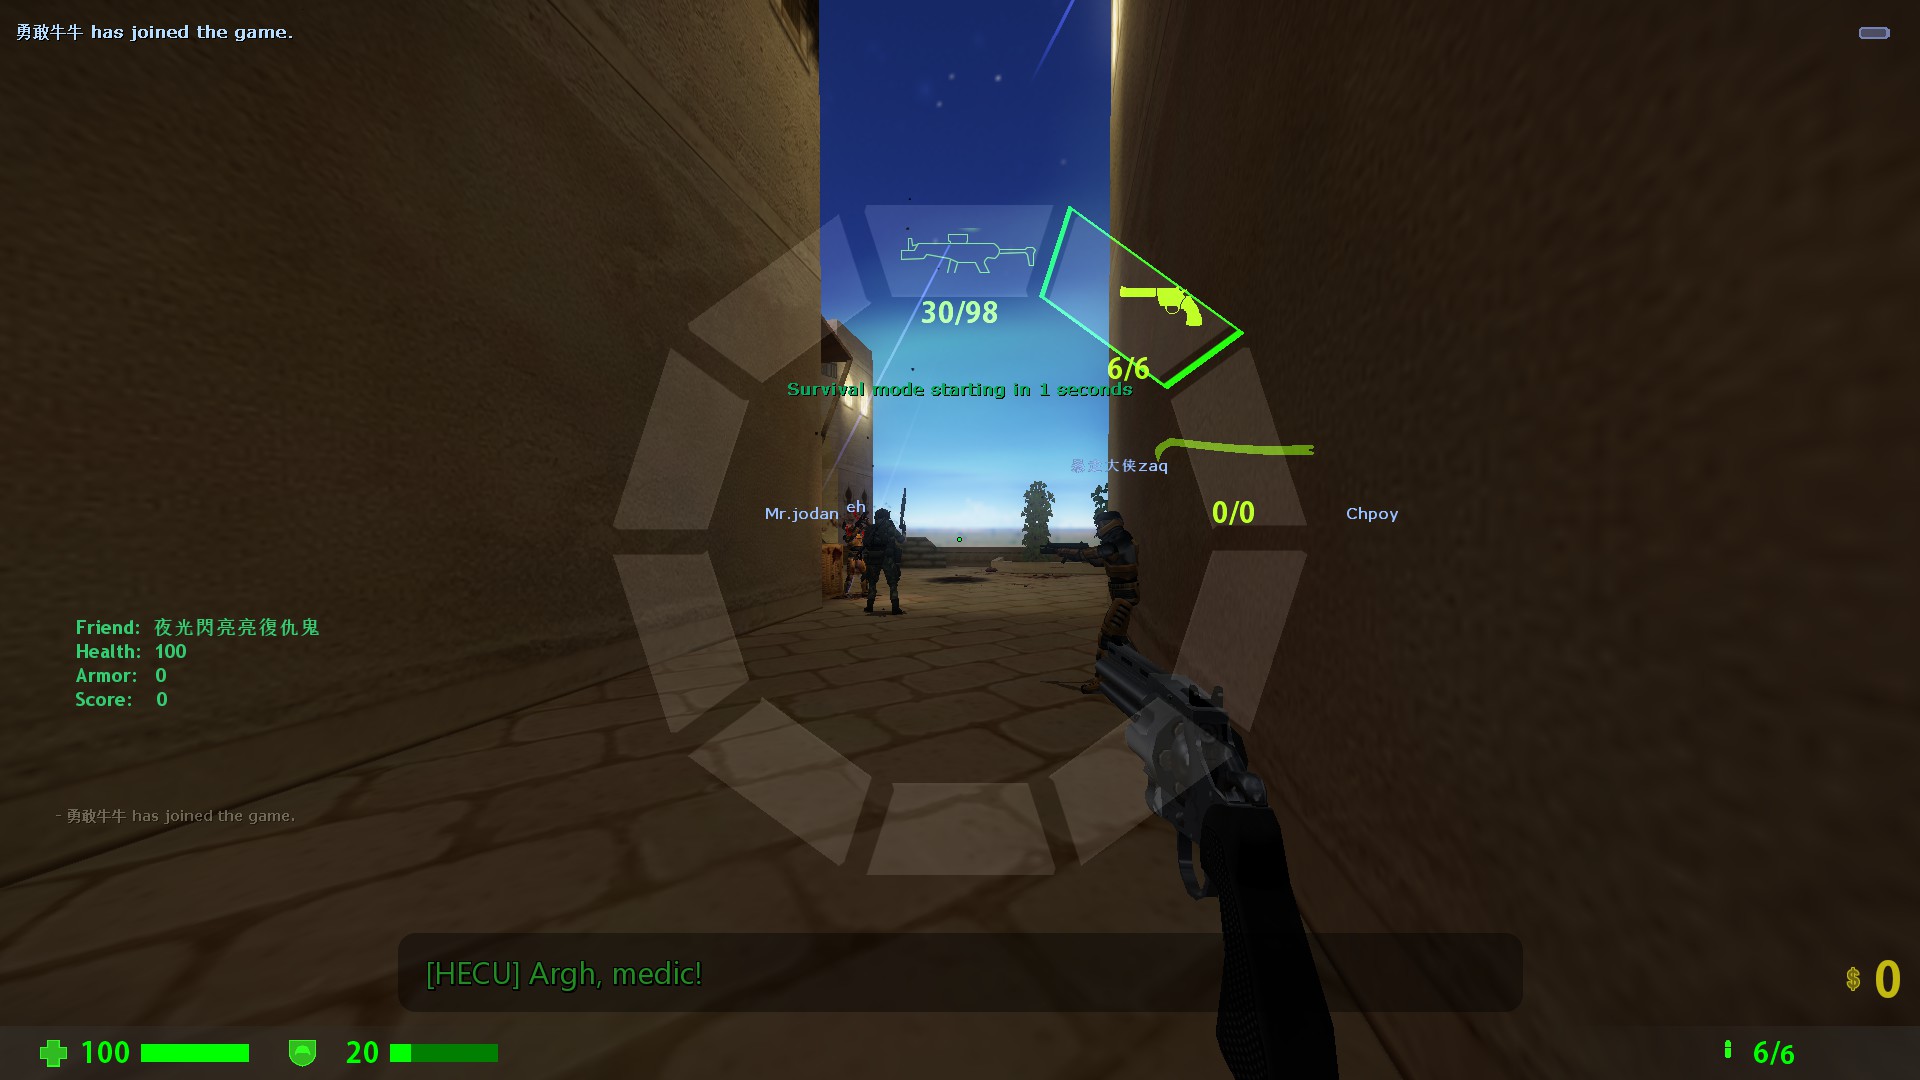 勇敢牛牛 has joined the game.
30/98
6/6
Survival mode starting in 1 seconds
大侠zaq
Mr.jodan
eh
0/0
Chpoy
Friend: 夜光閃亮亮復仇鬼
Health: 100
Armor: 0
Score: 0
- 勇敢牛牛 has joined the game.
[HECU] Argh, medic!
$ 0
100
20
6/6